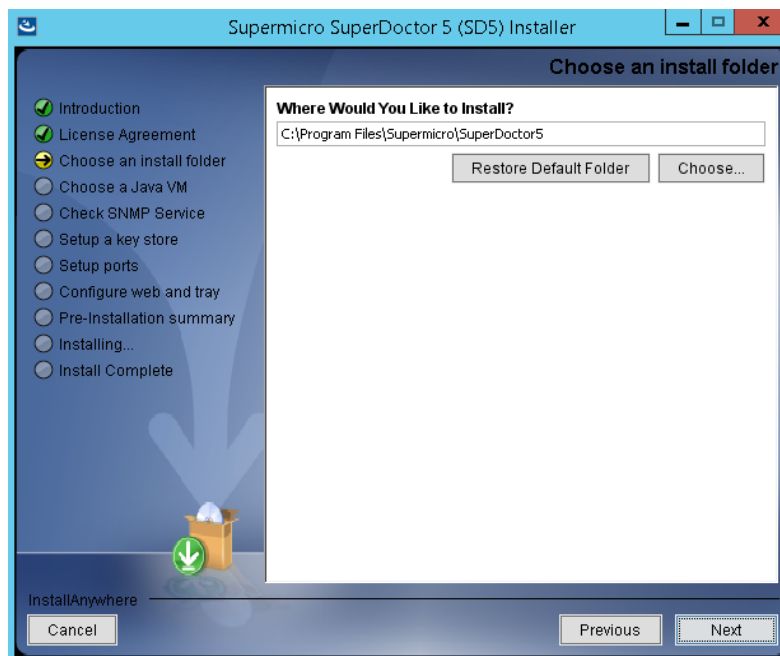 Supermicro SuperDoctor 5 (SD5) Installer
Choose an install folder
Introduction
License Agreement
Choose an install folder
Choose a Java VM
Check SNMP Service
Setup a key store
Setup ports
Configure web and tray
Pre-Installation summary
Installing...
Install Complete
Where Would You Like to Install?
C:\Program Files\Supermicro\SuperDoctor5
Restore Default Folder Choose...
InstallAnywhere
Cancel Previous Next